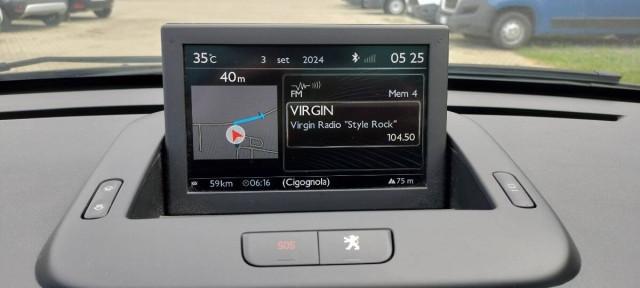 35°C 3 set 2024 05 25
40m
FM Mem 4
VIRGIN
Virgin Radio "Style Rock"
104.50
59km 06:16 (Cigognola) 75 m
SOS